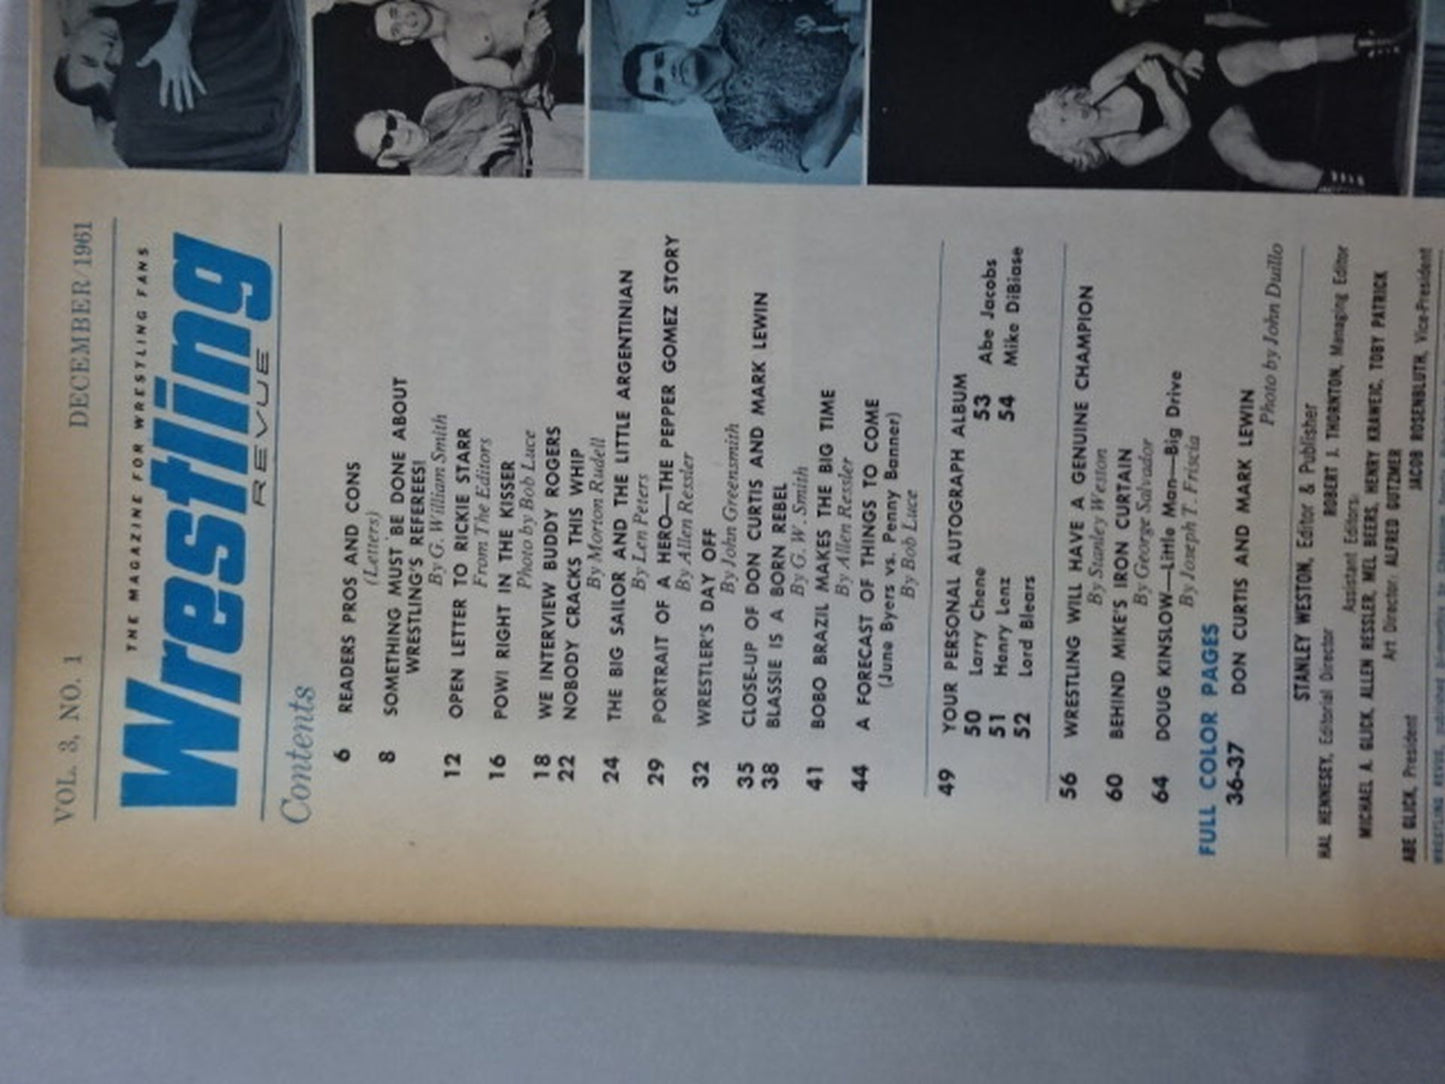 VOL. 3, NO. 1 DECEMBER/1961
THE MAGAZINE FOR WRESTLING FANS
Wrestling
REVUE
Contents
6 READERS PROS AND CONS
(Letters)
8 SOMETHING MUST BE DONE ABOUT
WRESTLING'S REFEREES!
By G. William Smith
12 OPEN LETTER TO RICKIE STARR
From The Editors
16 POW! RIGHT IN THE KISSER
Photo by Bob Luce
18 WE INTERVIEW BUDDY ROGERS
22 NOBODY CRACKS THIS WHIP
By Morton Rudell
24 THE BIG SAILOR AND THE LITTLE ARGENTINIAN
By Len Peters
29 PORTRAIT OF A HERO—THE PEPPER GOMEZ STORY
By Allen Ressler
32 WRESTLER'S DAY OFF
By John Greensmith
35 CLOSE-UP OF DON CURTIS AND MARK LEWIN
38 BLASSIE IS A BORN REBEL
By G. W. Smith
41 BOBO BRAZIL MAKES THE BIG TIME
By Allen Ressler
44 A FORECAST OF THINGS TO COME
(June Byers vs. Penny Banner)
By Bob Luce
49 YOUR PERSONAL AUTOGRAPH ALBUM
50 Larry Chene 53 Abe Jacobs
51 Henry Lenz 54 Mike DiBiase
52 Lord Blears
56 WRESTLING WILL HAVE A GENUINE CHAMPION
By Stanley Weston
60 BEHIND MIKE'S IRON CURTAIN
By George Salvador
64 DOUG KINSLOW—Little Man—Big Drive
By Joseph T. Friscia
FULL COLOR PAGES
36-37 DON CURTIS AND MARK LEWIN
Photo by John Duillo
STANLEY WESTON, Editor & Publisher
HAL HENNESEY, Editorial Director ROBERT J. THORNTON, Managing Editor
Assistant Editors:
MICHAEL A. GLICK, ALLEN RESSLER, MEL BEERS, HENRY KRAWEIC, TOBY PATRICK
Art Director: ALFRED GUTZMER
ABE GLICK, President JACOB ROSENBLUTH, Vice-President
WRESTLING REVUE, published